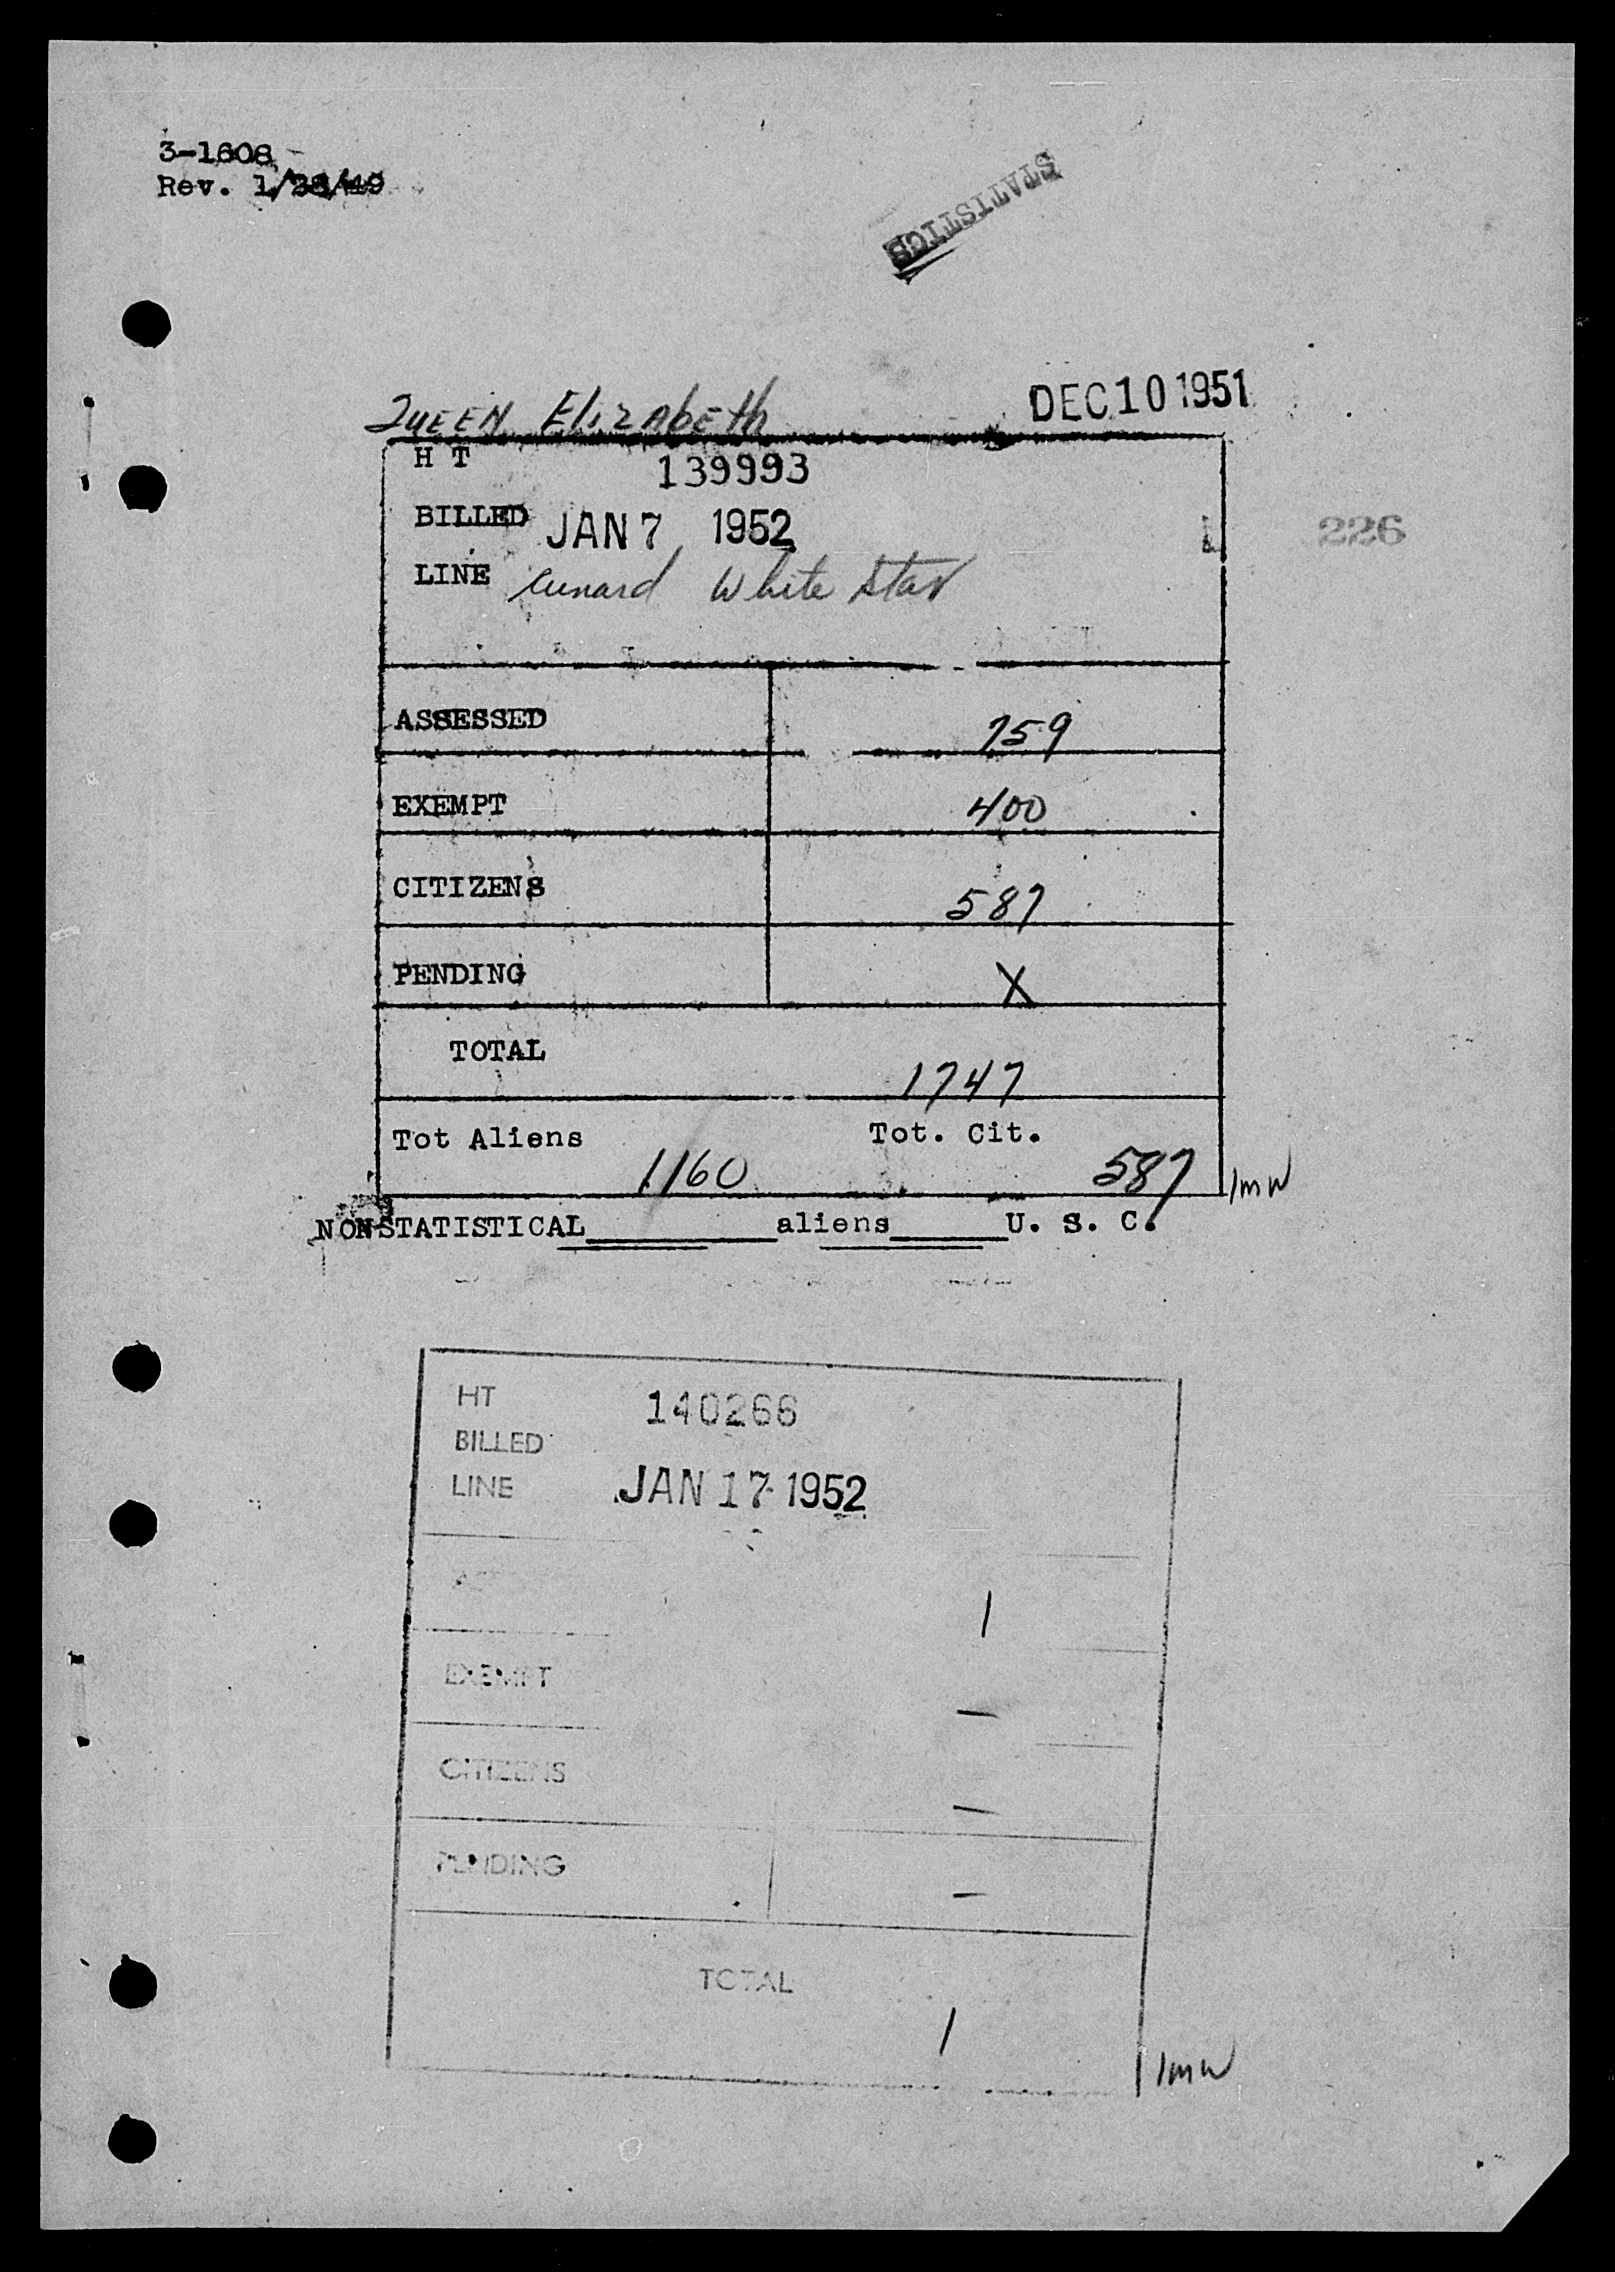 3-1608
Rev. 1/28/49
STATISTICS
QUEEN ElizAbEth
DEC 10 1951
H T 139993
BILLED JAN 7 1952
226
LINE Cunard White Star
ASSESSED 759
EXEMPT 400
CITIZENS 587
PENDING X
TOTAL 1747
Tot Aliens 1160 Tot. Cit. 587
lmw
NONSTATISTICAL__________aliens______U. S. C.
HT 140266
BILLED
LINE JAN 17 1952
1
EXEMPT –
CITIZENS –
PENDING –
TOTAL
1
lmw